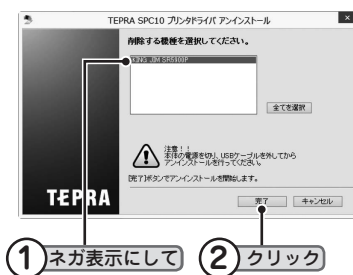 TEPRA SPC10 プリンタドライバ アンインストール
削除する機種を選択してください。
KING JIM SR5900P
全てを選択
注意!!
本体の電源を切り、USBケーブルを外してから
アンインストールを行ってください。
[完了]ボタンでアンインストールを開始します。
TEPRA
完了
キャンセル
① ネガ表示にして
② クリック